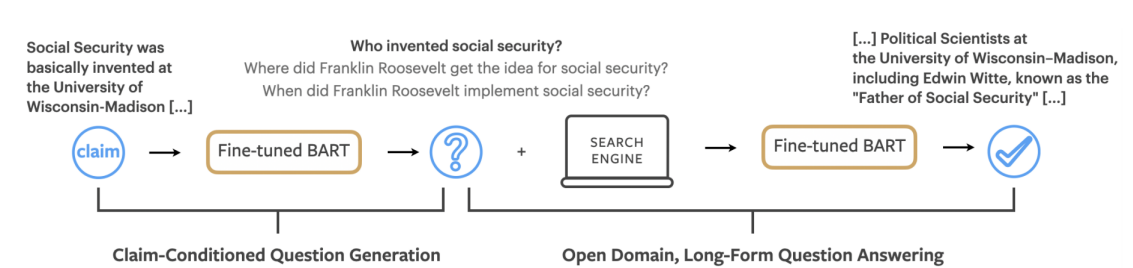 Social Security was
basically invented at
the University of
Wisconsin-Madison [...]
Who invented social security?
Where did Franklin Roosevelt get the idea for social security?
When did Franklin Roosevelt implement social security?
[...] Political Scientists at
the University of Wisconsin–Madison,
including Edwin Witte, known as the
"Father of Social Security" [...]
claim
Fine-tuned BART
?
+
SEARCH
ENGINE
Fine-tuned BART
Claim-Conditioned Question Generation
Open Domain, Long-Form Question Answering